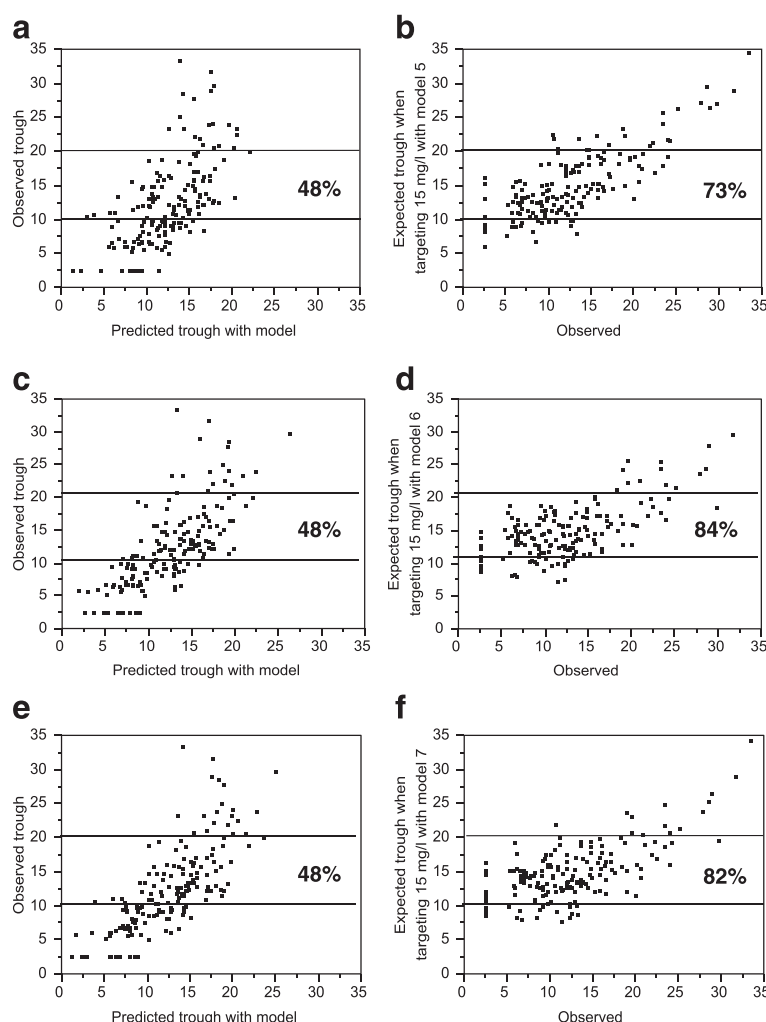 a
35
30
25
20
15
10
5
0
Observed trough
48%
0 5 10 15 20 25 30 35
Predicted trough with model
b
35
30
25
20
15
10
5
0
Expected trough when
targeting 15 mg/l with model 5
73%
0 5 10 15 20 25 30 35
Observed
c
35
30
25
20
15
10
5
0
Observed trough
48%
0 5 10 15 20 25 30 35
Predicted trough with model
d
35
30
25
20
15
10
5
0
Expected trough when
targeting 15 mg/l with model 6
84%
0 5 10 15 20 25 30 35
Observed
e
35
30
25
20
15
10
5
0
Observed trough
48%
0 5 10 15 20 25 30 35
Predicted trough with model
f
35
30
25
20
15
10
5
0
Expected trough when
targeting 15 mg/l with model 7
82%
0 5 10 15 20 25 30 35
Observed